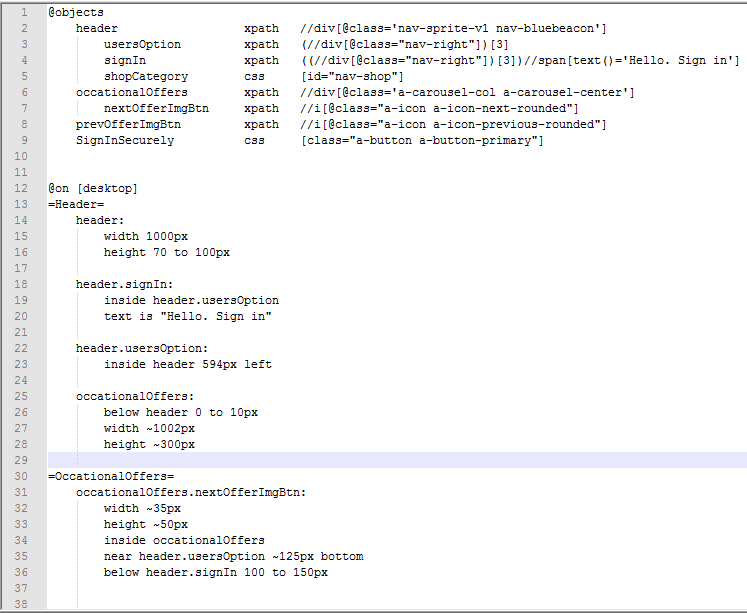 1 @objects
2     header                  xpath   //div[@class='nav-sprite-v1 nav-bluebeacon']
3         usersOption         xpath   (//div[@class="nav-right"])[3]
4         signIn              xpath   ((//div[@class="nav-right"])[3])//span[text()='Hello. Sign in']
5         shopCategory        css     [id="nav-shop"]
6     occationalOffers        xpath   //div[@class='a-carousel-col a-carousel-center']
7         nextOfferImgBtn     xpath   //i[@class="a-icon a-icon-next-rounded"]
8     prevOfferImgBtn         xpath   //i[@class="a-icon a-icon-previous-rounded"]
9     SignInSecurely          css     [class="a-button a-button-primary"]
10
11
12 @on [desktop]
13 =Header=
14     header:
15         width 1000px
16         height 70 to 100px
17
18     header.signIn:
19         inside header.usersOption
20         text is "Hello. Sign in"
21
22     header.usersOption:
23         inside header 594px left
24
25     occationalOffers:
26         below header 0 to 10px
27         width ~1002px
28         height ~300px
29
30 =OccationalOffers=
31     occationalOffers.nextOfferImgBtn:
32         width ~35px
33         height ~50px
34         inside occationalOffers
35         near header.usersOption ~125px bottom
36         below header.signIn 100 to 150px
37
38